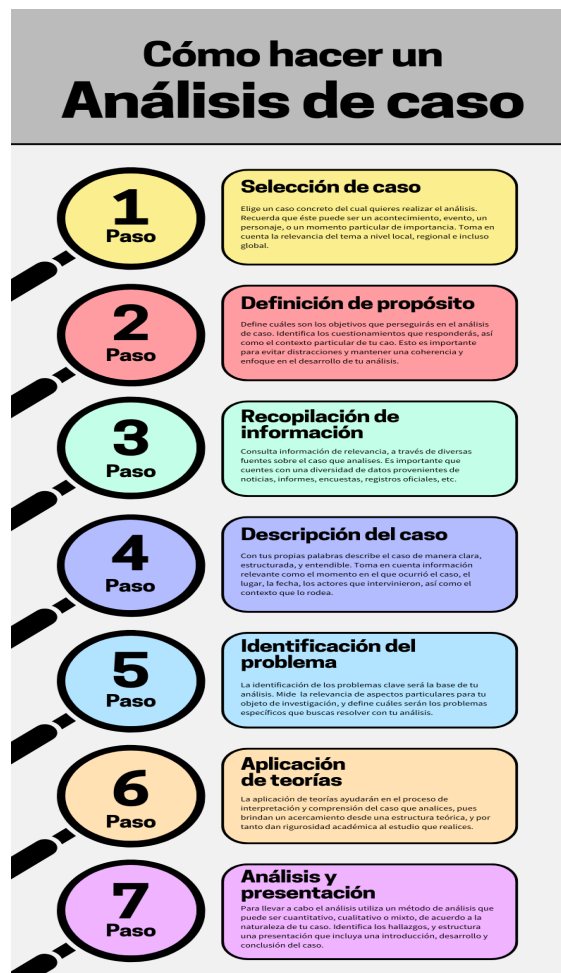 Cómo hacer un
Análisis de caso
1
Paso
Selección de caso
Elige un caso concreto del cual quieres realizar el análisis.
Recuerda que éste puede ser un acontecimiento, evento, un
personaje, o un momento particular de importancia. Toma en
cuenta la relevancia del tema a nivel local, regional e incluso
global.
2
Paso
Definición de propósito
Define cuáles son los objetivos que perseguirás en el análisis
de caso. Identifica los cuestionamientos que responderás, así
como el contexto particular de tu cao. Esto es importante
para evitar distracciones y mantener una coherencia y
enfoque en el desarrollo de tu análisis.
3
Paso
Recopilación de
información
Consulta información de relevancia, a través de diversas
fuentes sobre el caso que analises. Es importante que
cuentes con una diversidad de datos provenientes de
noticias, informes, encuestas, registros oficiales, etc.
4
Paso
Descripción del caso
Con tus propias palabras describe el caso de manera clara,
estructurada, y entendible. Toma en cuenta información
relevante como el momento en el que ocurrió el caso, el
lugar, la fecha, los actores que intervinieron, así como el
contexto que lo rodea.
5
Paso
Identificación del
problema
La identificación de los problemas clave será la base de tu
análisis. Mide la relevancia de aspectos particulares para tu
objeto de investigación, y define cuáles serán los problemas
específicos que buscas resolver con tu análisis.
6
Paso
Aplicación
de teorías
La aplicación de teorías ayudarán en el proceso de
interpretación y comprensión del caso que analices, pues
brindan un acercamiento desde una estructura teórica, y por
tanto dan rigurosidad académica al estudio que realices.
7
Paso
Análisis y
presentación
Para llevar a cabo el análisis utiliza un método de análisis que
puede ser cuantitativo, cualitativo o mixto, de acuerdo a la
naturaleza de tu caso. Identifica los hallazgos, y estructura
una presentación que incluya una introducción, desarrollo y
conclusión del caso.